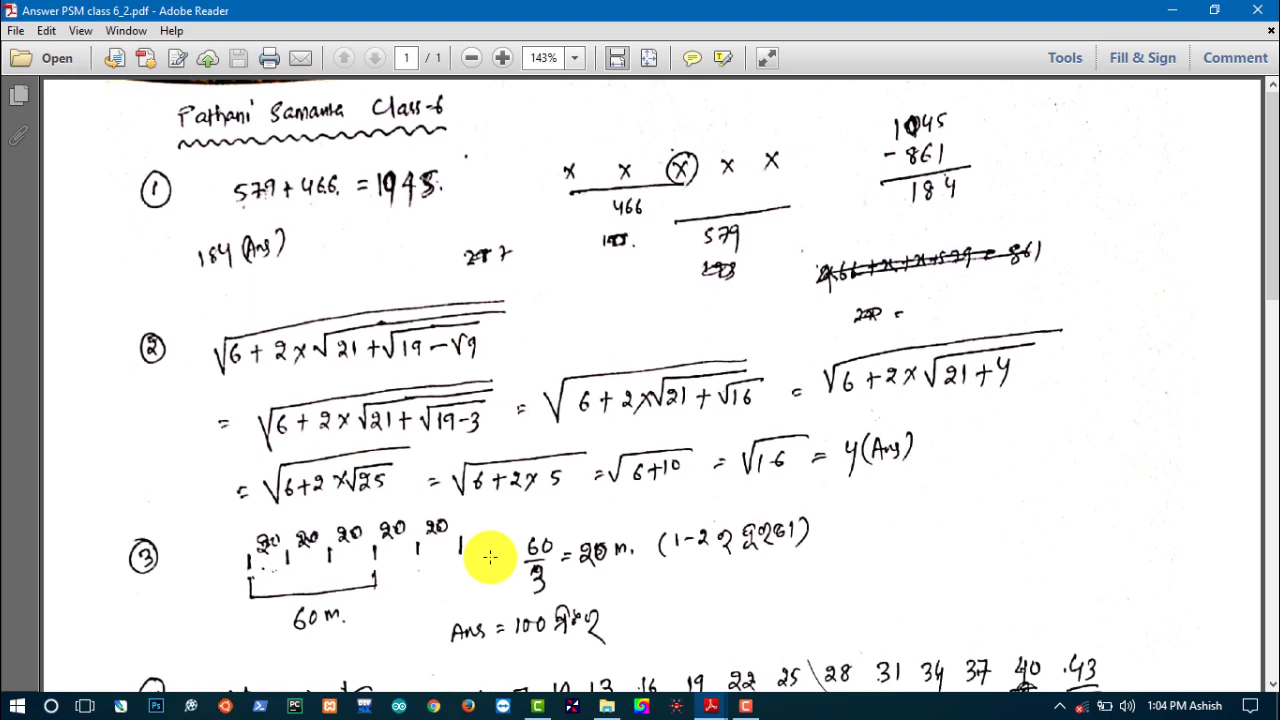 Answer PSM class 6_2.pdf - Adobe Reader
File Edit View Window Help
Open 1 / 1 143% Tools Fill & Sign Comment
Pathani Samanta Class-6
① 579 + 466 = 1045.
x x ⓧ x x
466
579
1045
- 861
184
184 (Ans)
② √6 + 2 × √21 + √19 - √9
= √6 + 2 × √21 + √19-3 = √6 + 2 × √21 + √16 = √6 + 2 × √21 + 4
= √6 + 2 × √25 = √6 + 2 × 5 = √6+10 = √16 = 4 (Ans)
③ 20 20 20 20 20
60/3 = 20 m.
60 m.
Ans = 100
10 13 16 19 22 25 28 31 34 37 40 43
1:04 PM Ashish